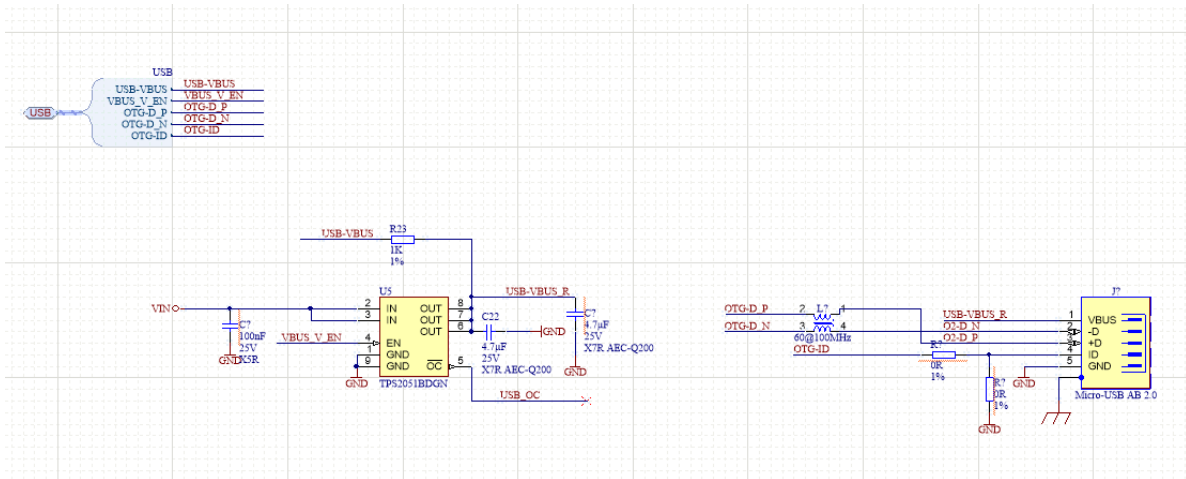 USB
USB
USB-VBUS
USB-VBUS
VBUS_V_EN
VBUS_V_EN
OTG-D_P
OTG-D_P
OTG-D_N
OTG-D_N
OTG-ID
OTG-ID
USB-VBUS
R23
1K
1%
U5
VIN
2
IN
OUT
8
3
IN
OUT
7
OUT
6
VBUS_V_EN
4
EN
1
GND
9
GND
OC
5
GND
TPS2051BDGN
C?
100nF
25V
X5R
GND
USB-VBUS_R
C22
4.7µF
25V
X7R AEC-Q200
GND
C?
4.7µF
25V
X7R AEC-Q200
GND
USB_OC
OTG-D_P
2
L?
1
OTG-D_N
3
4
60@100MHz
OTG-ID
R?
0R
1%
R?
0R
1%
GND
USB-VBUS_R
O2-D_N
O2-D_P
GND
J?
1
VBUS
2
-D
3
+D
4
ID
5
GND
Micro-USB AB 2.0